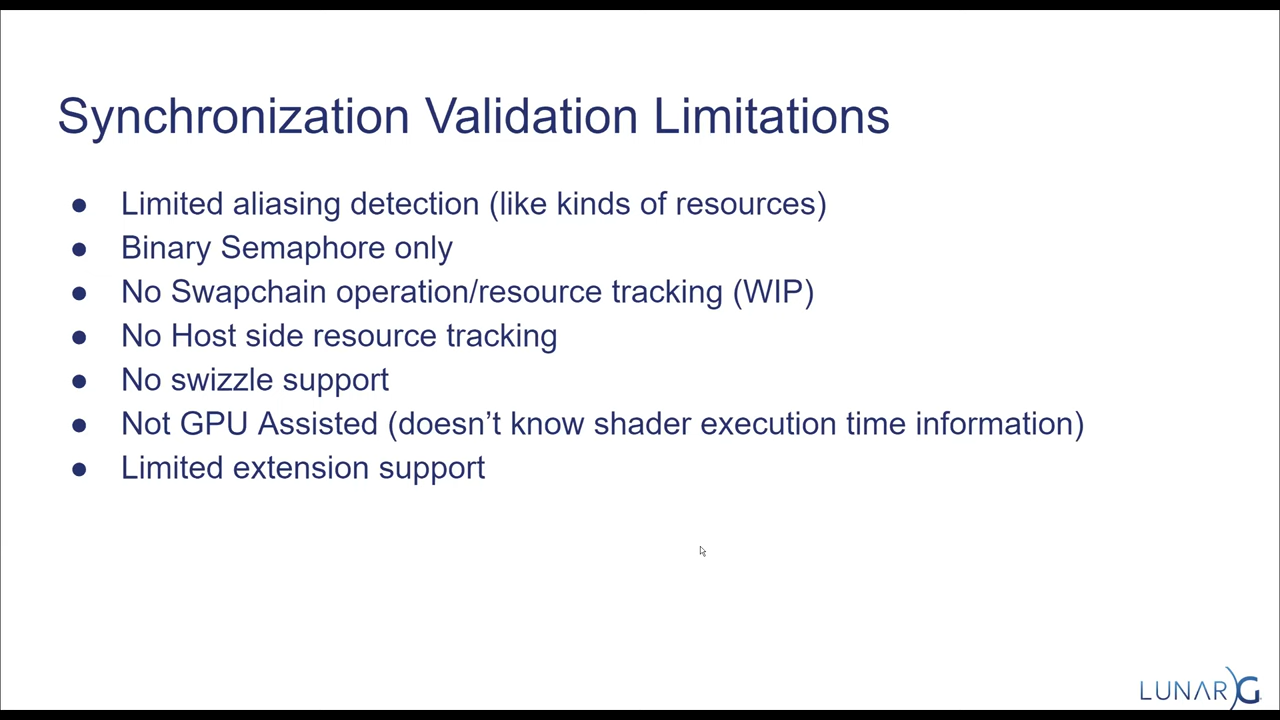 Synchronization Validation Limitations
● Limited aliasing detection (like kinds of resources)
● Binary Semaphore only
● No Swapchain operation/resource tracking (WIP)
● No Host side resource tracking
● No swizzle support
● Not GPU Assisted (doesn’t know shader execution time information)
● Limited extension support
LUNAR)G